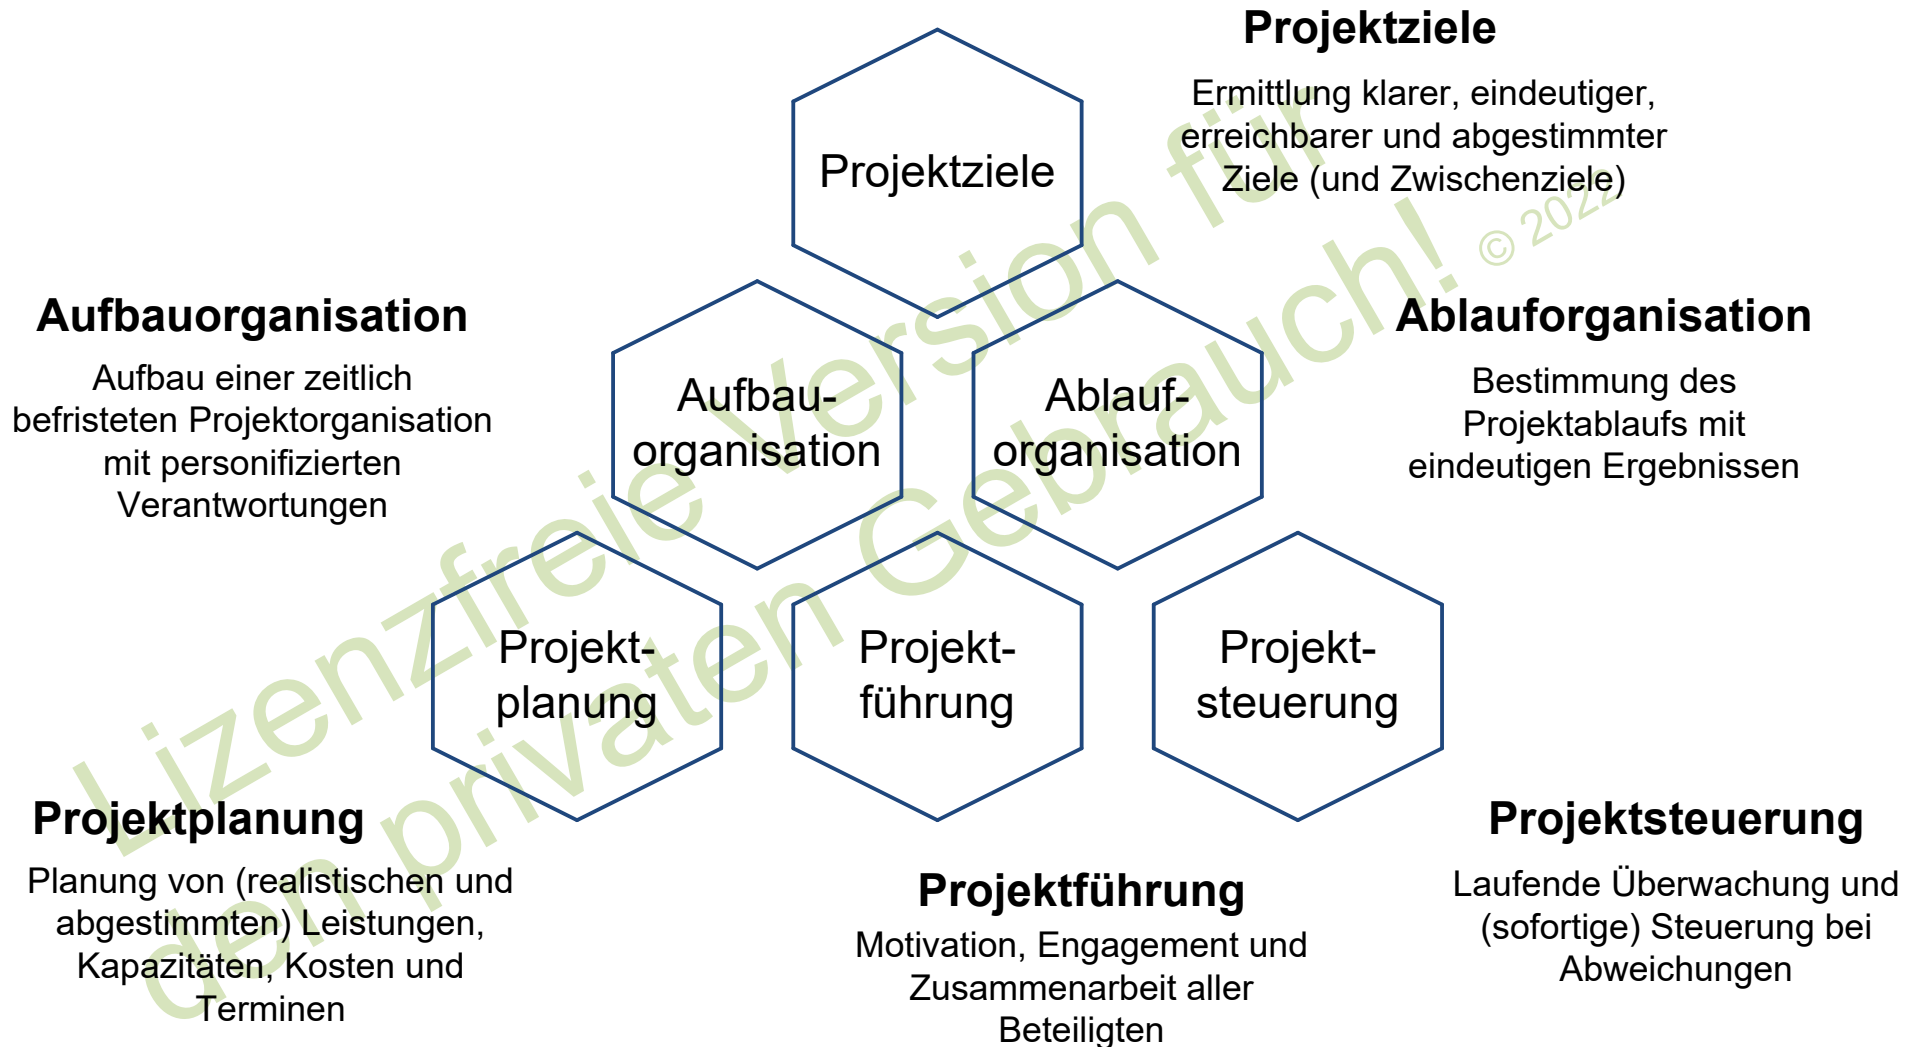 Projektziele
Ermittlung klarer, eindeutiger,
erreichbarer und abgestimmter
Ziele (und Zwischenziele)
Projektziele
Aufbauorganisation
Aufbau einer zeitlich
befristeten Projektorganisation
mit personifizierten
Verantwortungen
Aufbau-
organisation
Ablauf-
organisation
Ablauforganisation
Bestimmung des
Projektablaufs mit
eindeutigen Ergebnissen
Projekt-
planung
Projekt-
führung
Projekt-
steuerung
Projektplanung
Planung von (realistischen und
abgestimmten) Leistungen,
Kapazitäten, Kosten und
Terminen
Projektführung
Motivation, Engagement und
Zusammenarbeit aller
Beteiligten
Projektsteuerung
Laufende Überwachung und
(sofortige) Steuerung bei
Abweichungen
Lizenzfreie Version für
den privaten Gebrauch! © 2022